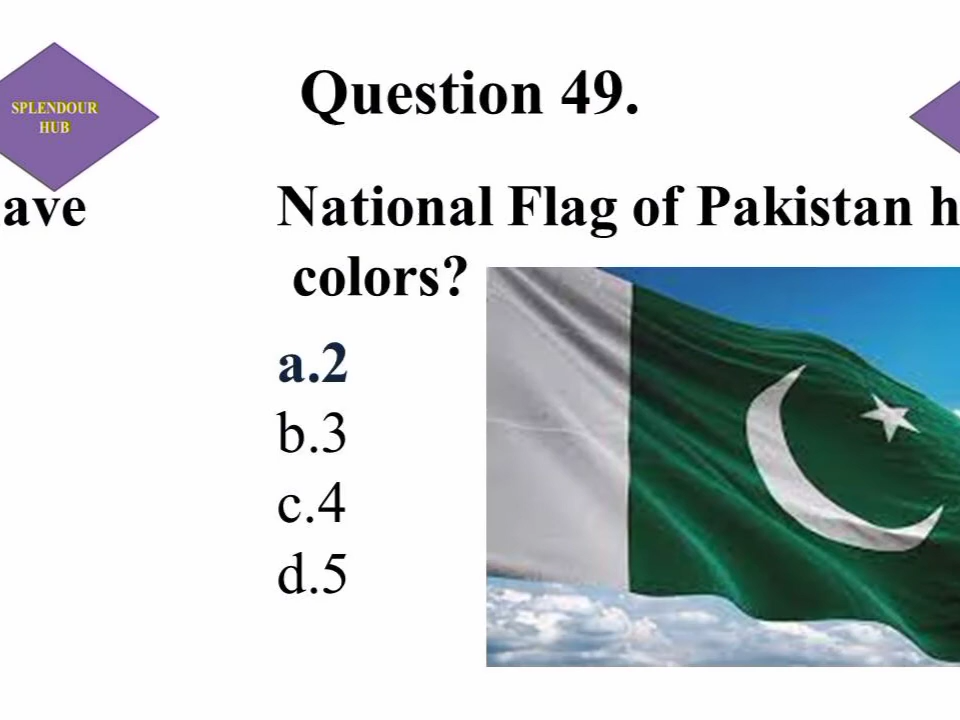 SPLENDOUR
HUB
Question 49.
ave National Flag of Pakistan h
colors?
a.2
b.3
c.4
d.5